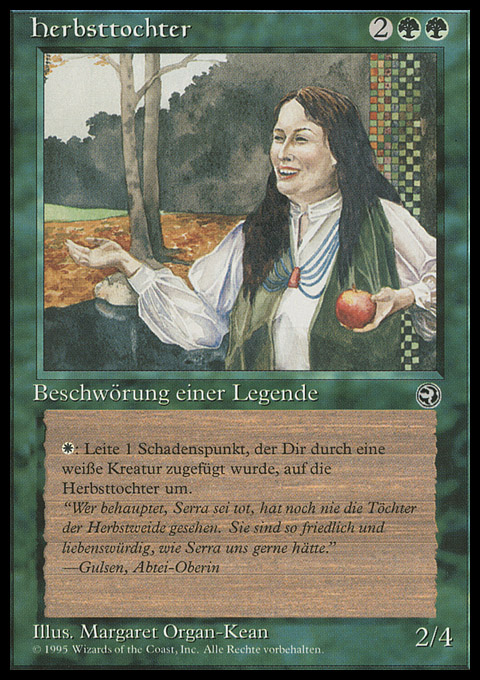 Herbsttochter 2
Beschwörung einer Legende
: Leite 1 Schadenspunkt, der Dir durch eine
weiße Kreatur zugefügt wurde, auf die
Herbsttochter um.
“Wer behauptet, Serra sei tot, hat noch nie die Töchter
der Herbstweide gesehen. Sie sind so friedlich und
liebenswürdig, wie Serra uns gerne hätte.”
—Gulsen, Abtei-Oberin
Illus. Margaret Organ-Kean
© 1995 Wizards of the Coast, Inc. Alle Rechte vorbehalten.
2/4